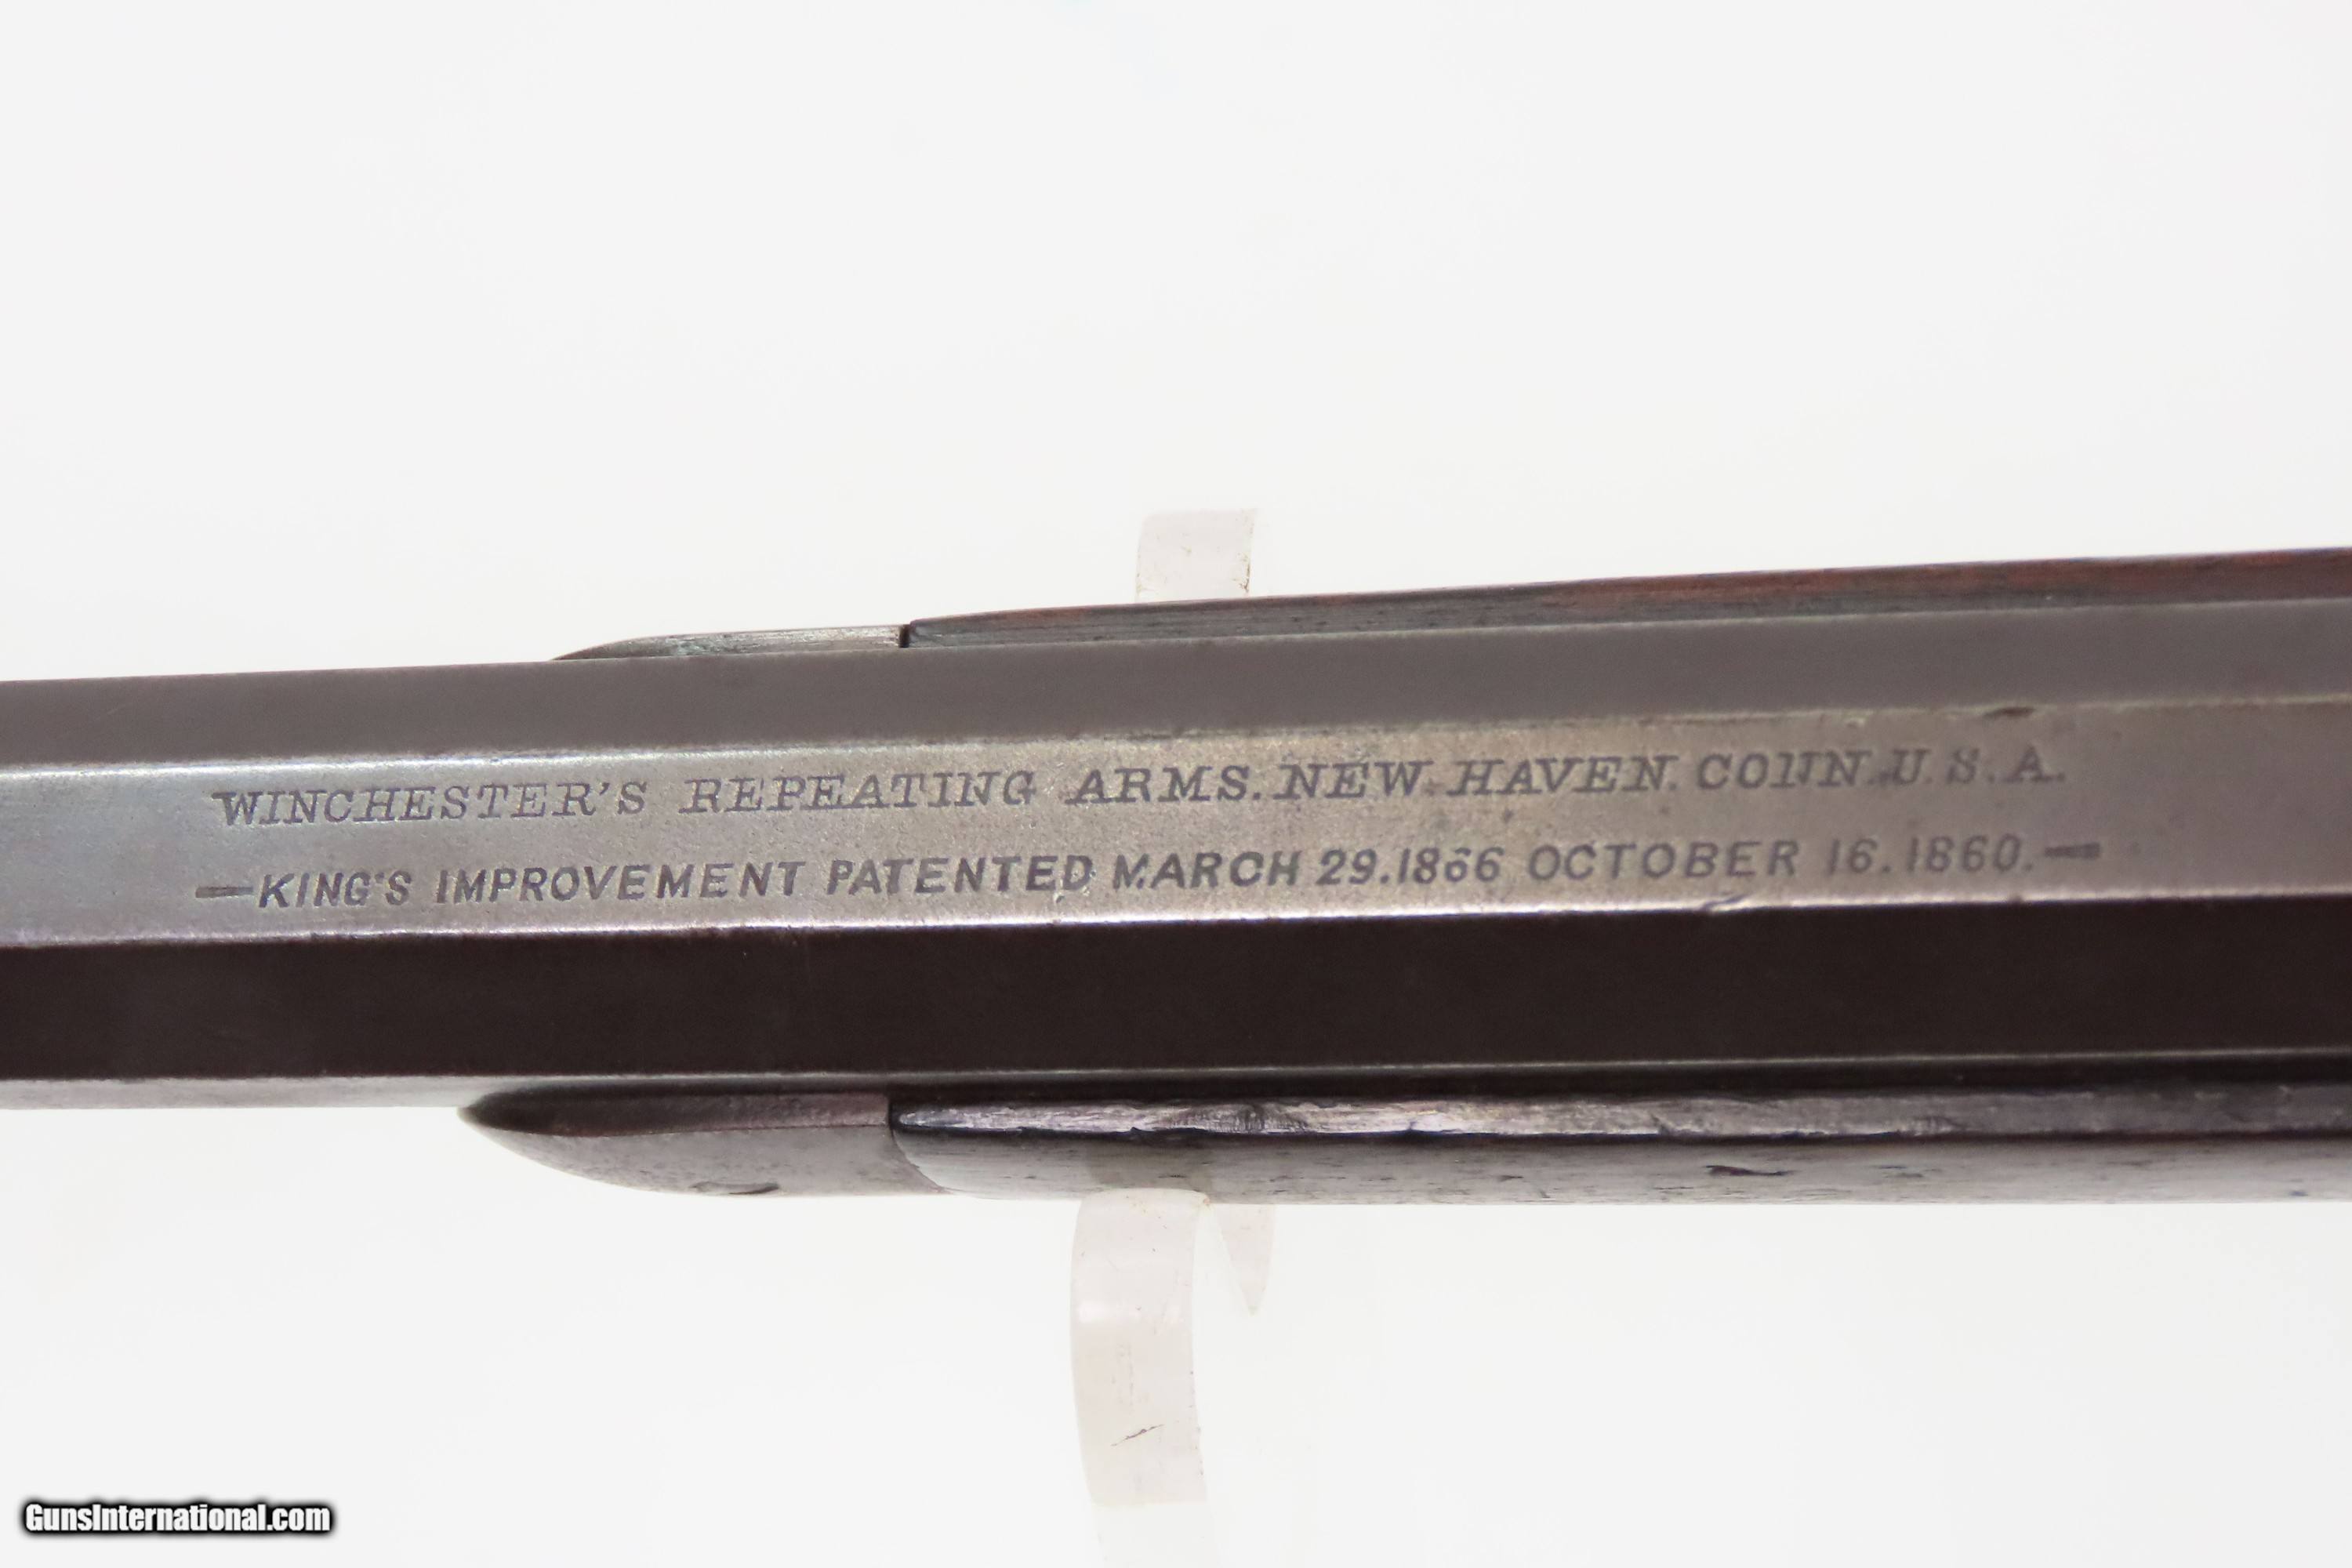 WINCHESTER'S REPEATING ARMS. NEW HAVEN. CONN. U.S.A.
—KING'S IMPROVEMENT PATENTED MARCH 29. 1866 OCTOBER 16. 1860.—
GunsInternational.com